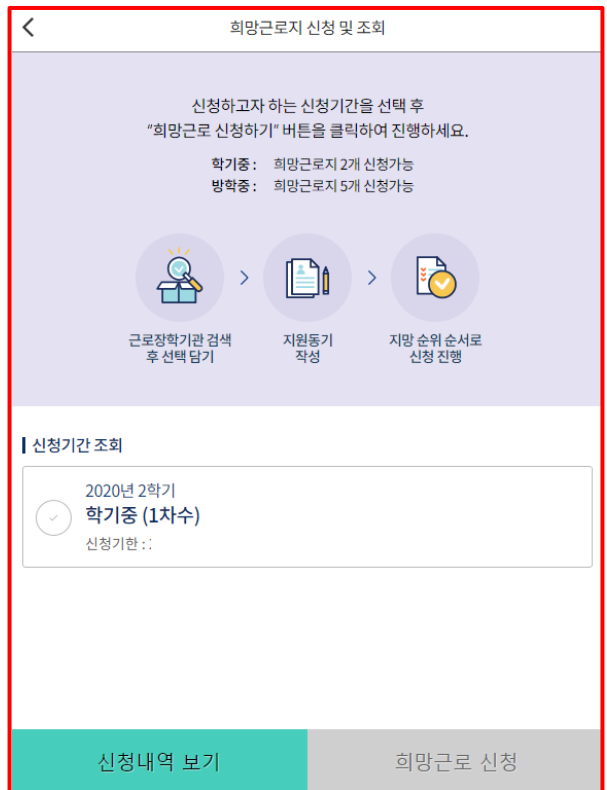 희망근로지 신청 및 조회
신청하고자 하는 신청기간을 선택 후
"희망근로 신청하기" 버튼을 클릭하여 진행하세요.
학기중 : 희망근로지 2개 신청가능
방학중 : 희망근로지 5개 신청가능
근로장학기관 검색
후 선택 담기
지원동기
작성
지망 순위 순서로
신청 진행
신청기간 조회
2020년 2학기
학기중 (1차수)
신청기한 :
신청내역 보기
희망근로 신청